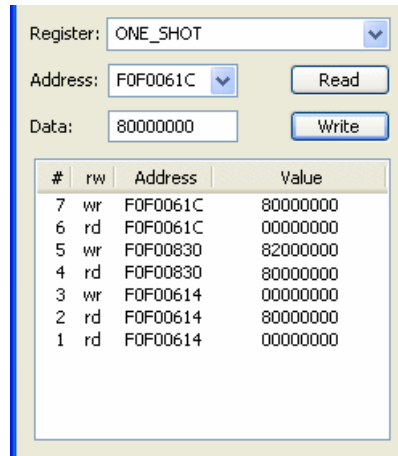 Register: ONE_SHOT
Address: F0F0061C Read
Data: 80000000 Write
# rw Address Value
7 wr F0F0061C 80000000
6 rd F0F0061C 00000000
5 wr F0F00830 82000000
4 rd F0F00830 80000000
3 wr F0F00614 00000000
2 rd F0F00614 80000000
1 rd F0F00614 00000000